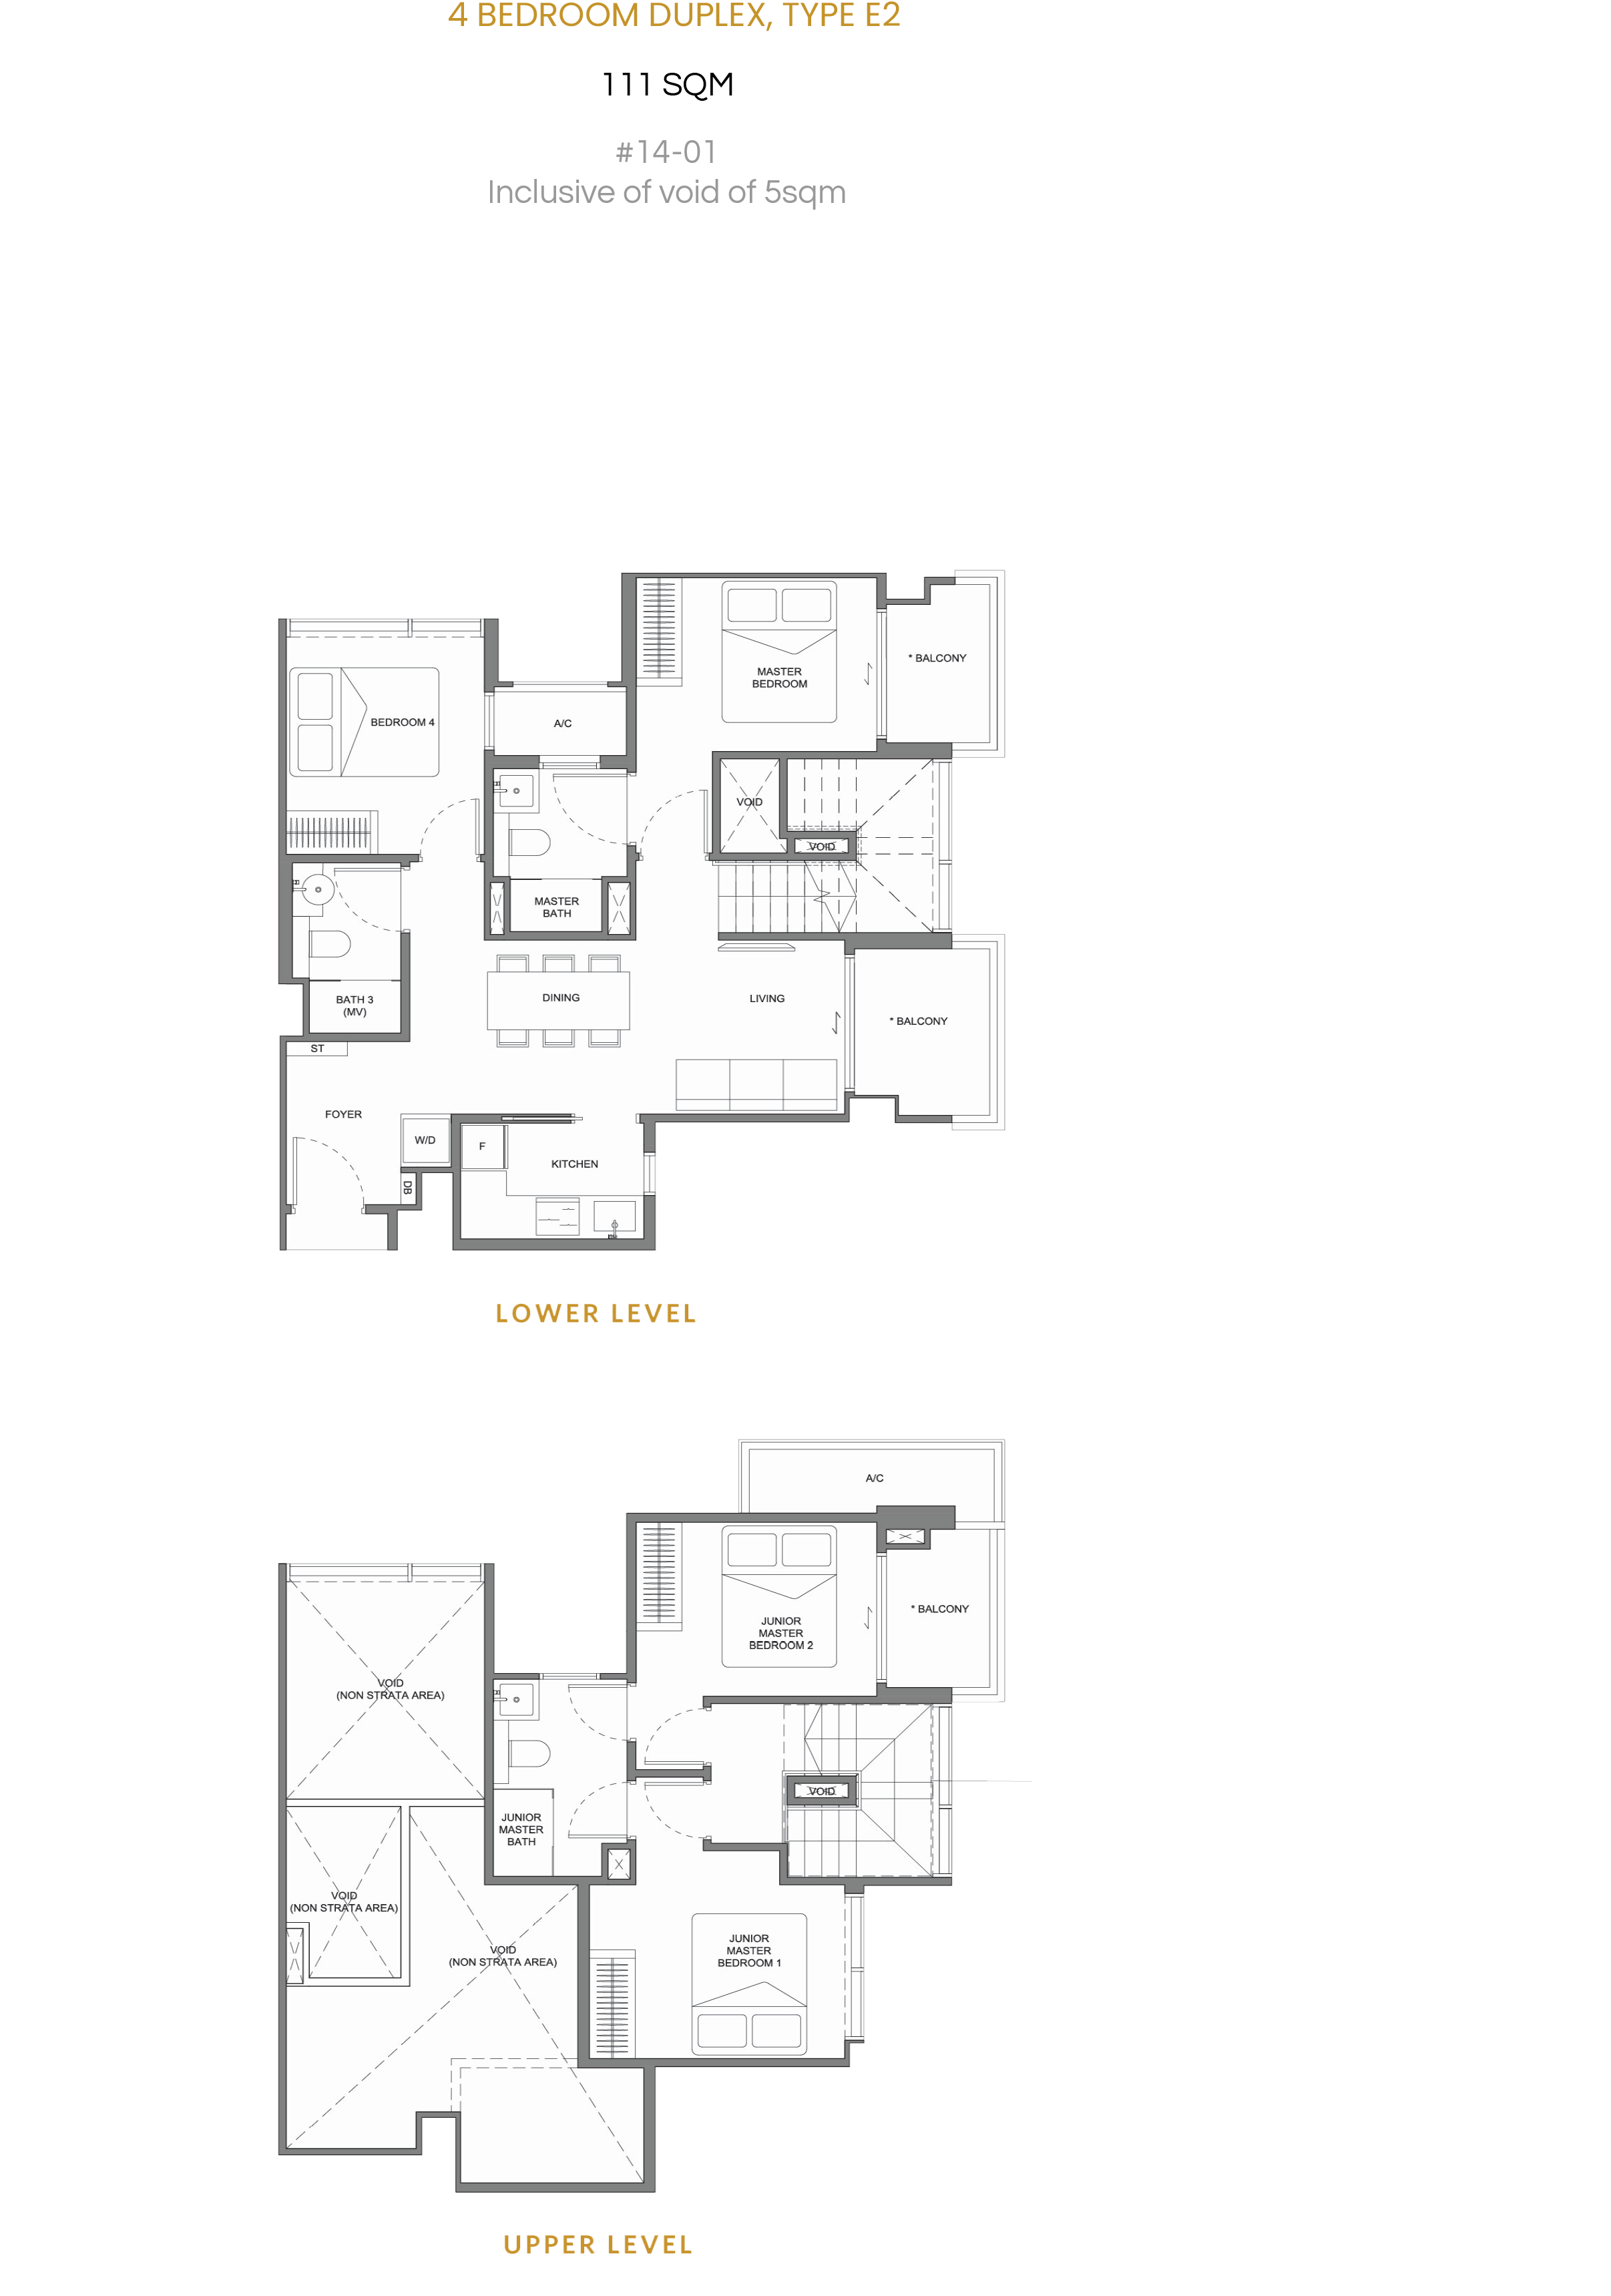 4 BEDROOM DUPLEX, TYPE E2
111 SQM
#14-01
Inclusive of void of 5sqm
MASTER
BEDROOM
* BALCONY
BEDROOM 4
A/C
VOID
VOID
MASTER
BATH
BATH 3
(MV)
DINING
LIVING
* BALCONY
ST
FOYER
W/D
F
KITCHEN
DB
LOWER LEVEL
A/C
JUNIOR
MASTER
BEDROOM 2
* BALCONY
VOID
(NON STRATA AREA)
VOID
JUNIOR
MASTER
BATH
VOID
(NON STRATA AREA)
VOID
(NON STRATA AREA)
JUNIOR
MASTER
BEDROOM 1
UPPER LEVEL